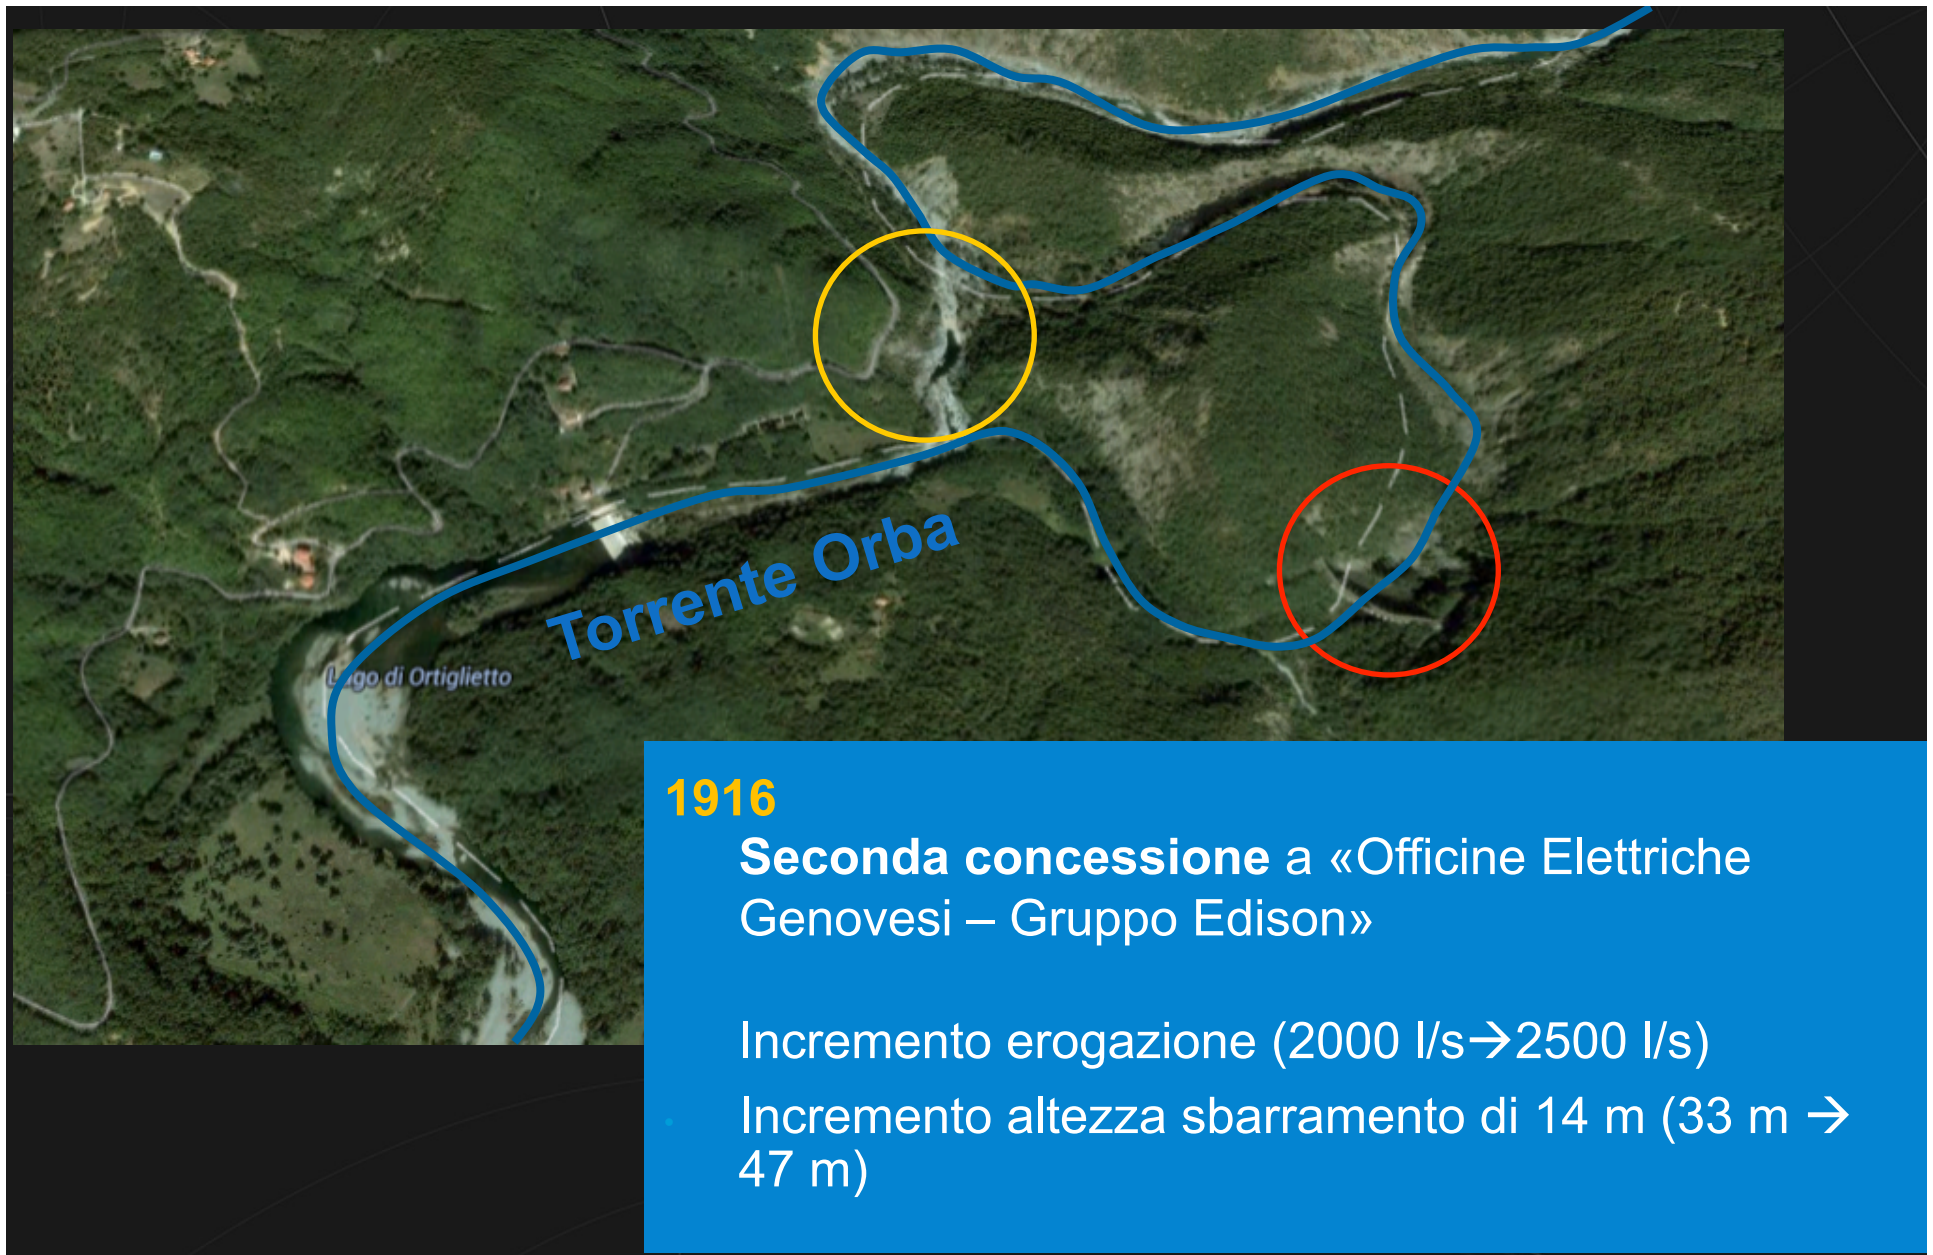 Torrente Orba
Lago di Ortiglietto
1916
Seconda concessione a «Officine Elettriche
Genovesi – Gruppo Edison»
Incremento erogazione (2000 l/s→2500 l/s)
Incremento altezza sbarramento di 14 m (33 m →
47 m)